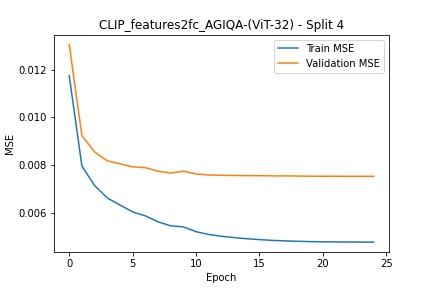 CLIP_features2fc_AGIQA-(ViT-32) - Split 4
Train MSE
Validation MSE
MSE
0.012
0.010
0.008
0.006
0 5 10 15 20 25
Epoch